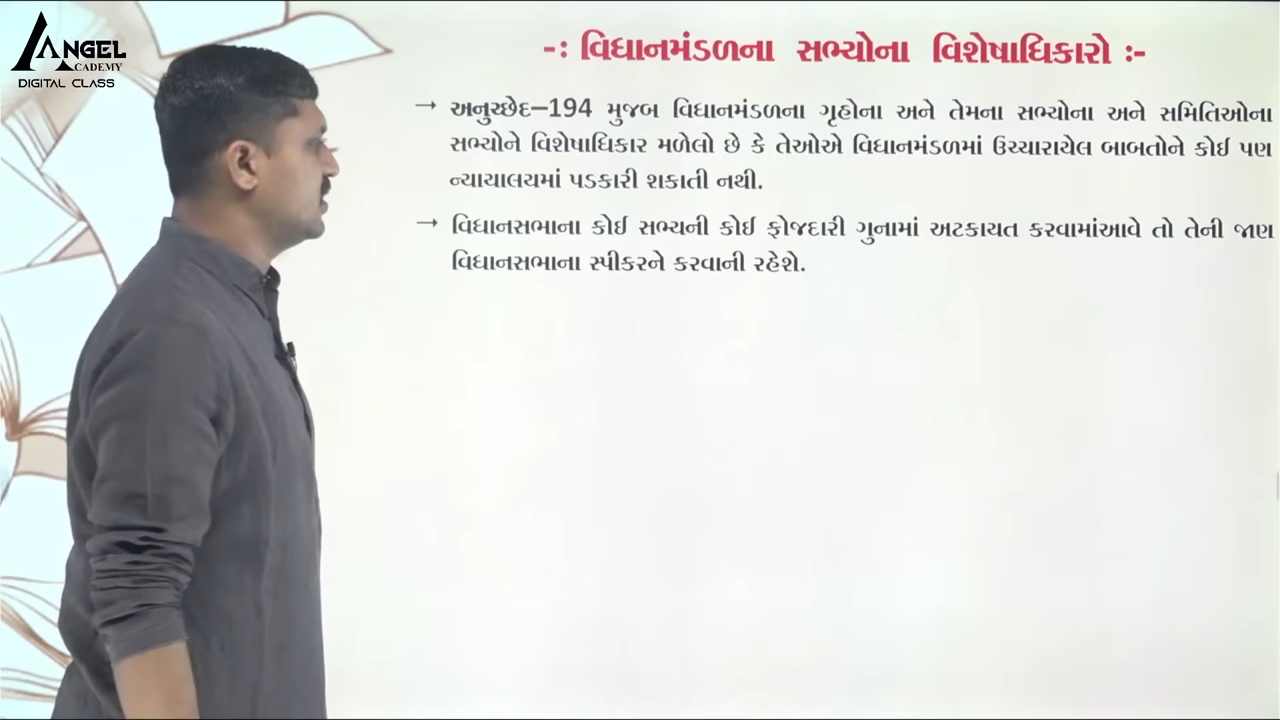 ANGEL
ACADEMY
DIGITAL CLASS
-: વિધાનમંડળના સભ્યોના વિશેષાધિકારો :-
→ અનુચ્છેદ–194 મુજબ વિધાનમંડળના ગૃહોના અને તેમના સભ્યોના અને સમિતિઓના
સભ્યોને વિશેષાધિકાર મળેલો છે કે તેઓએ વિધાનમંડળમાં ઉચ્ચારાયેલ બાબતોને કોઈ પણ
ન્યાયાલયમાં પડકારી શકાતી નથી.
→ વિધાનસભાના કોઈ સભ્યની કોઈ ફોજદારી ગુનામાં અટકાયત કરવામાંઆવે તો તેની જાણ
વિધાનસભાના સ્પીકરને કરવાની રહેશે.